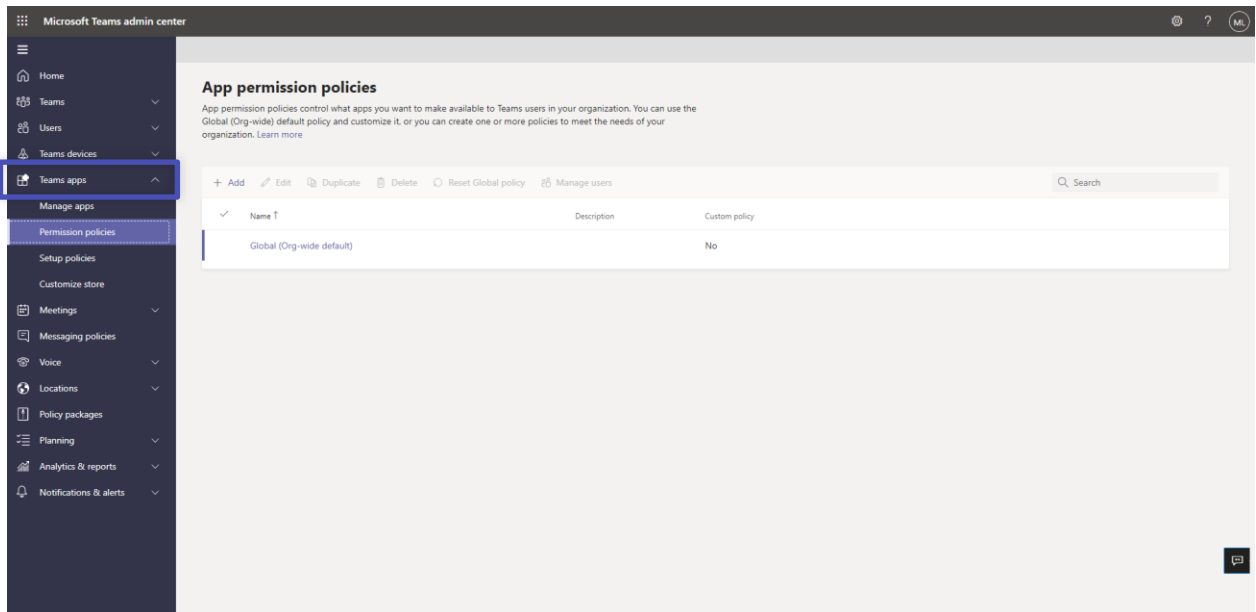 Microsoft Teams admin center
?
ML
Home
Teams
Users
Teams devices
Teams apps
Manage apps
Permission policies
Setup policies
Customize store
Meetings
Messaging policies
Voice
Locations
Policy packages
Planning
Analytics & reports
Notifications & alerts
App permission policies
App permission policies control what apps you want to make available to Teams users in your organization. You can use the
Global (Org-wide) default policy and customize it, or you can create one or more policies to meet the needs of your
organization. Learn more
+ Add Edit Duplicate Delete Reset Global policy Manage users Search
Name ↑ Description Custom policy
Global (Org-wide default) No